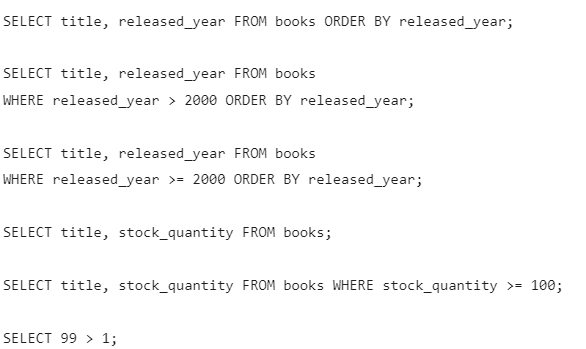 SELECT title, released_year FROM books ORDER BY released_year;
SELECT title, released_year FROM books
WHERE released_year > 2000 ORDER BY released_year;
SELECT title, released_year FROM books
WHERE released_year >= 2000 ORDER BY released_year;
SELECT title, stock_quantity FROM books;
SELECT title, stock_quantity FROM books WHERE stock_quantity >= 100;
SELECT 99 > 1;